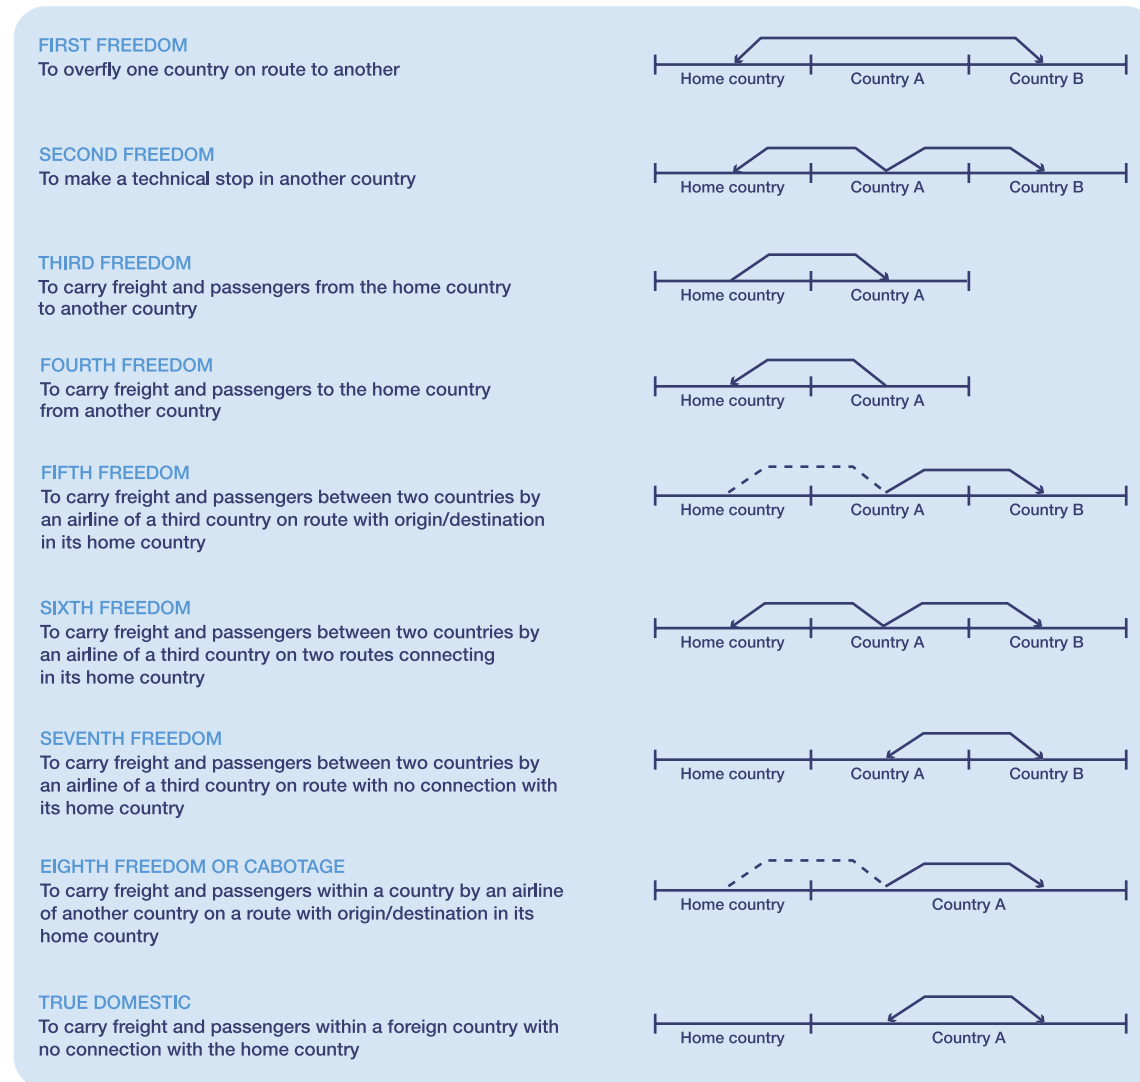 FIRST FREEDOM
To overfly one country on route to another
Home country
Country A
Country B
SECOND FREEDOM
To make a technical stop in another country
Home country
Country A
Country B
THIRD FREEDOM
To carry freight and passengers from the home country
to another country
Home country
Country A
FOURTH FREEDOM
To carry freight and passengers to the home country
from another country
Home country
Country A
FIFTH FREEDOM
To carry freight and passengers between two countries by
an airline of a third country on route with origin/destination
in its home country
Home country
Country A
Country B
SIXTH FREEDOM
To carry freight and passengers between two countries by
an airline of a third country on two routes connecting
in its home country
Home country
Country A
Country B
SEVENTH FREEDOM
To carry freight and passengers between two countries by
an airline of a third country on route with no connection with
its home country
Home country
Country A
Country B
EIGHTH FREEDOM OR CABOTAGE
To carry freight and passengers within a country by an airline
of another country on a route with origin/destination in its
home country
Home country
Country A
TRUE DOMESTIC
To carry freight and passengers within a foreign country with
no connection with the home country
Home country
Country A